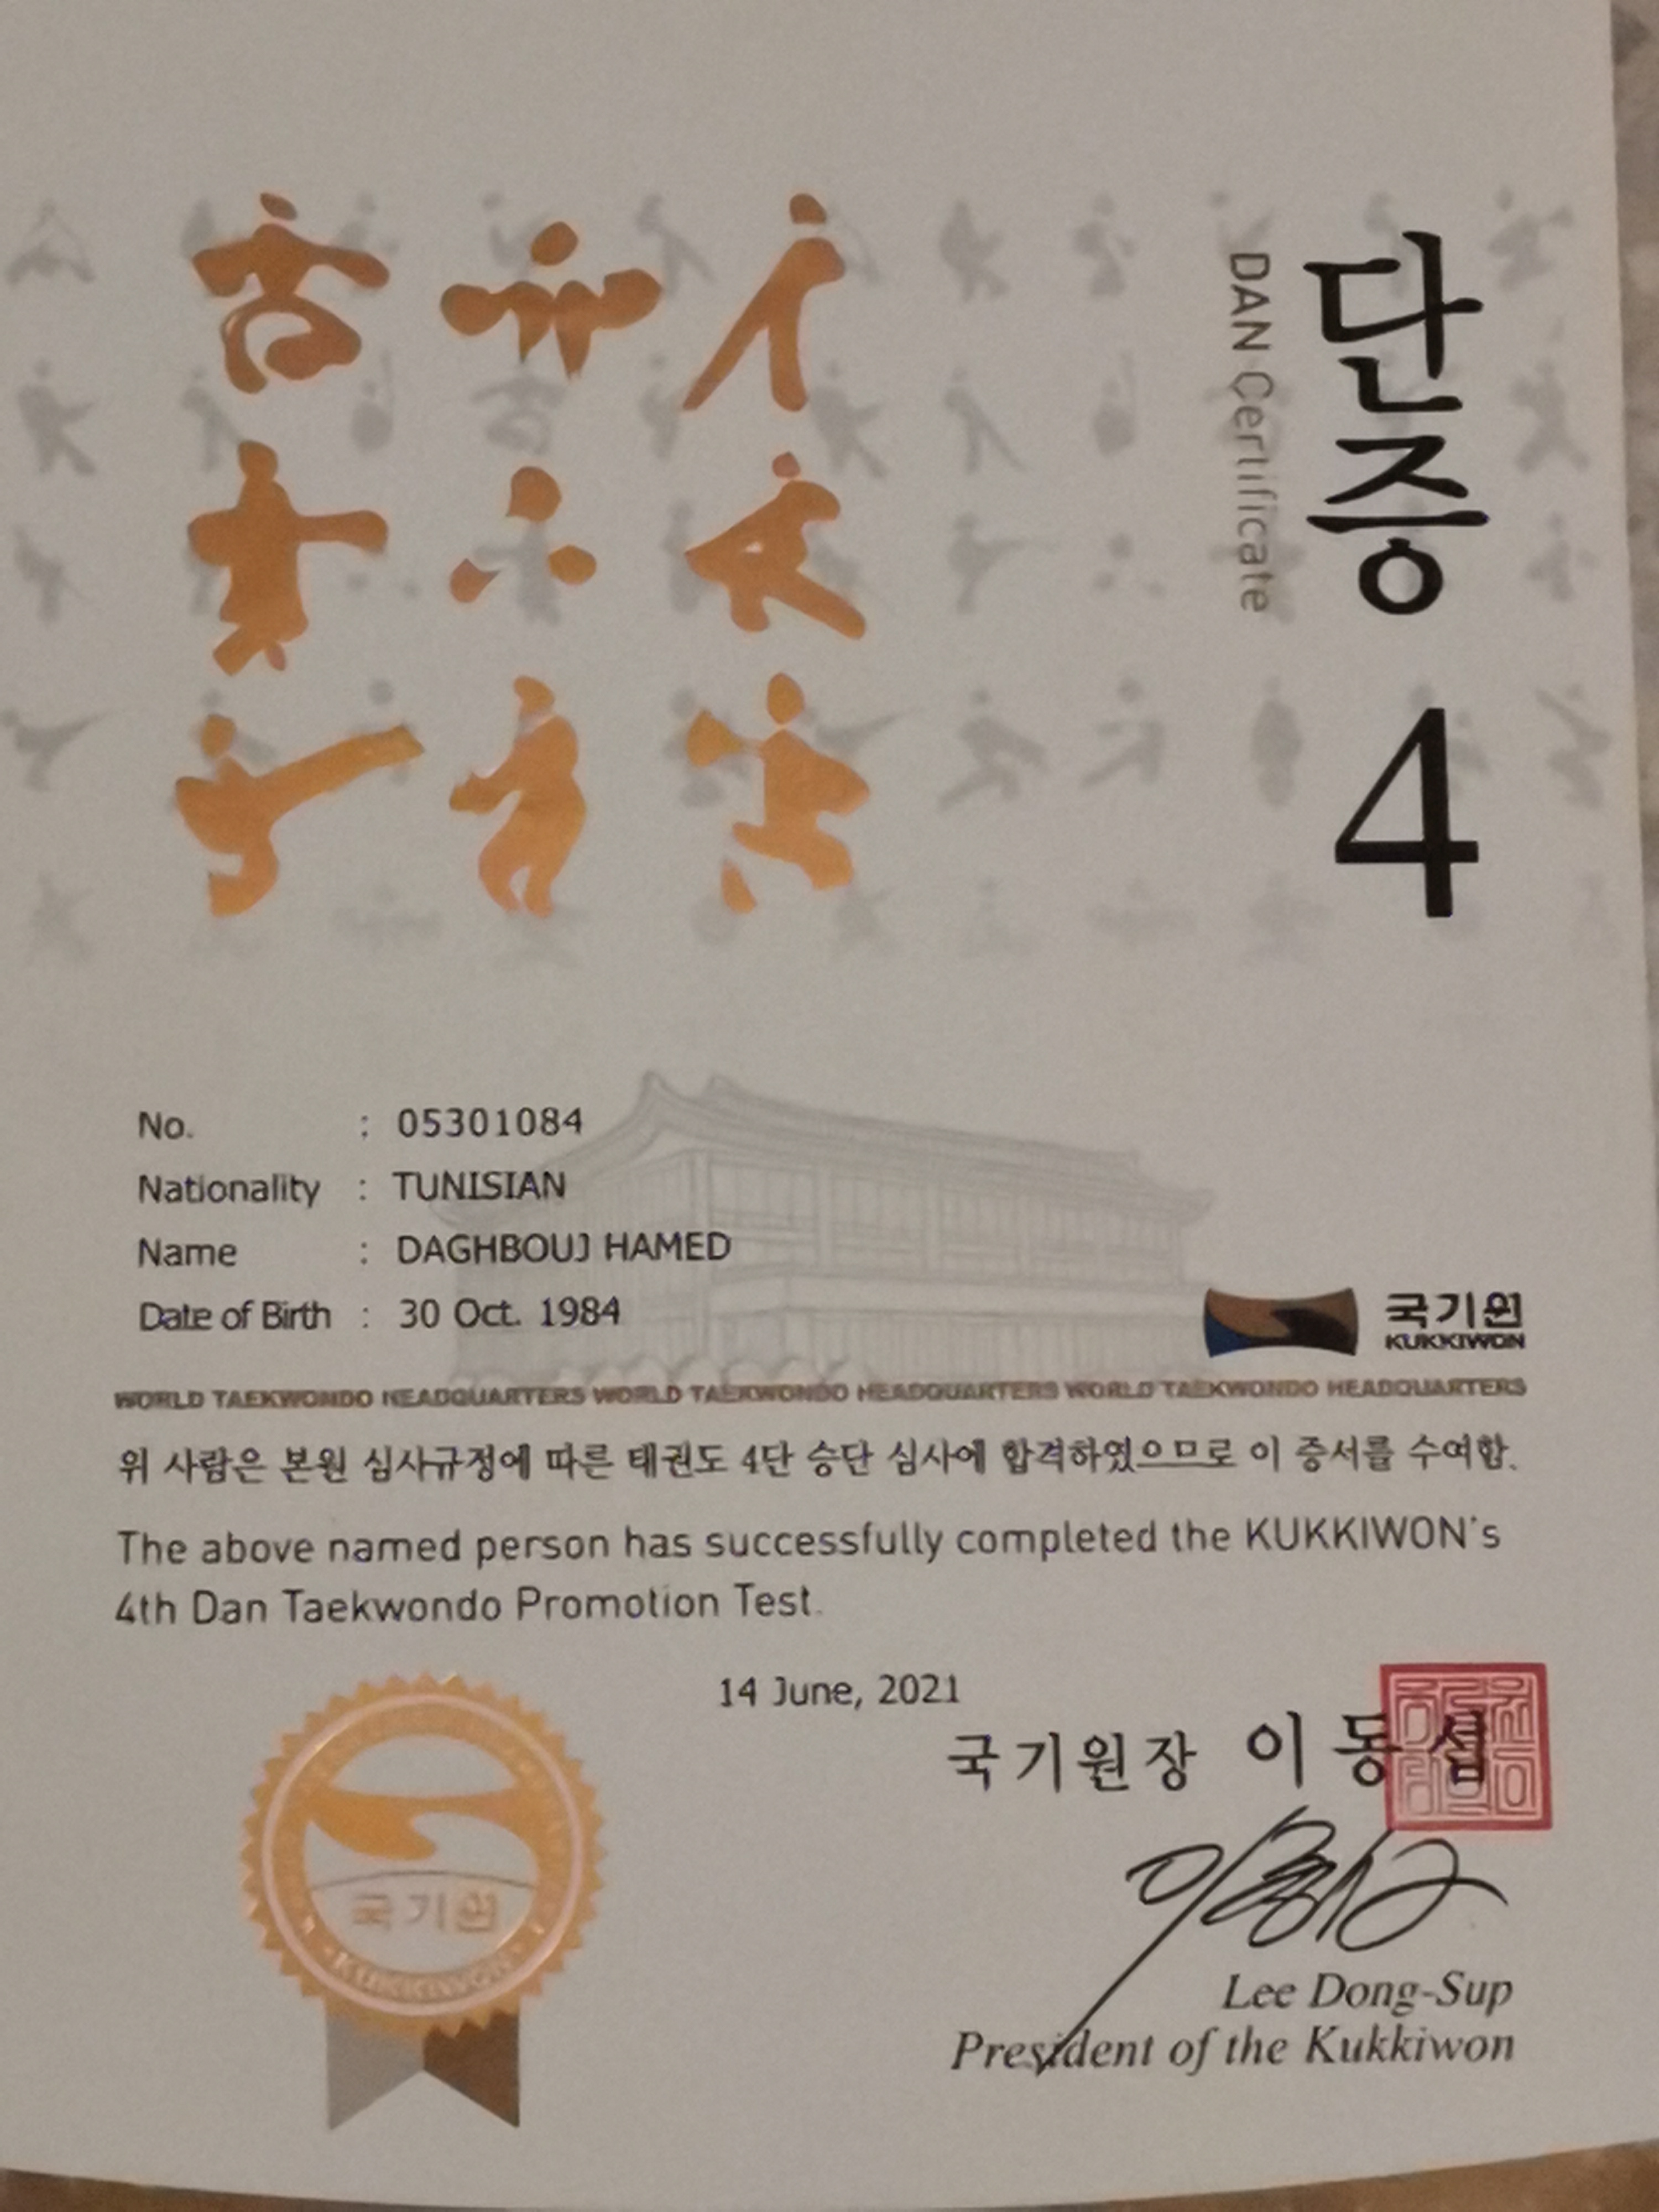 단증 4
DAN Certificate
No. : 05301084
Nationality : TUNISIAN
Name : DAGHBOUJ HAMED
Date of Birth : 30 Oct. 1984
국기원
KUKKIWON
WORLD TAEKWONDO HEADQUARTERS WORLD TAEKWONDO HEADQUARTERS WORLD TAEKWONDO HEADQUARTERS
위 사람은 본원 심사규정에 따른 태권도 4단 승단 심사에 합격하였으므로 이 증서를 수여함.
The above named person has successfully completed the KUKKIWON's
4th Dan Taekwondo Promotion Test.
14 June, 2021
국기원장 이동섭
국기원
KUKKIWON
Lee Dong-Sup
President of the Kukkiwon